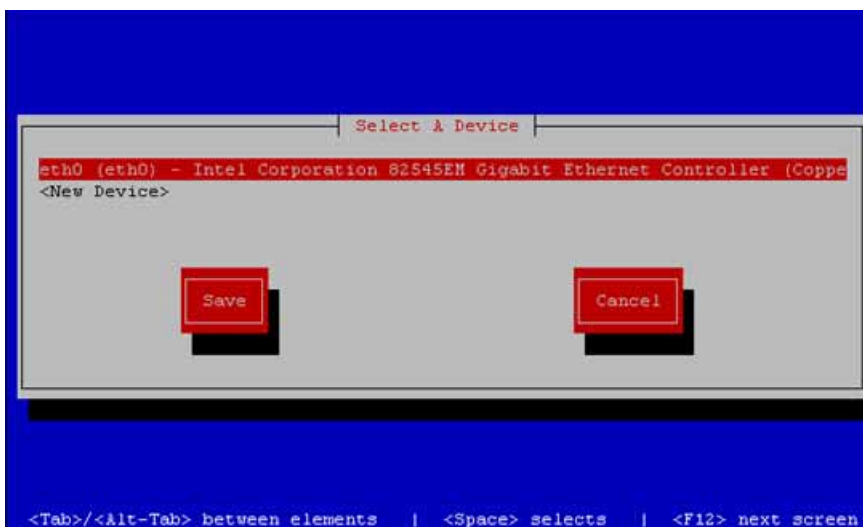 Select A Device
eth0 (eth0) - Intel Corporation 82545EM Gigabit Ethernet Controller (Coppe
<New Device>
Save
Cancel
<Tab>/<Alt-Tab> between elements | <Space> selects | <F12> next screen